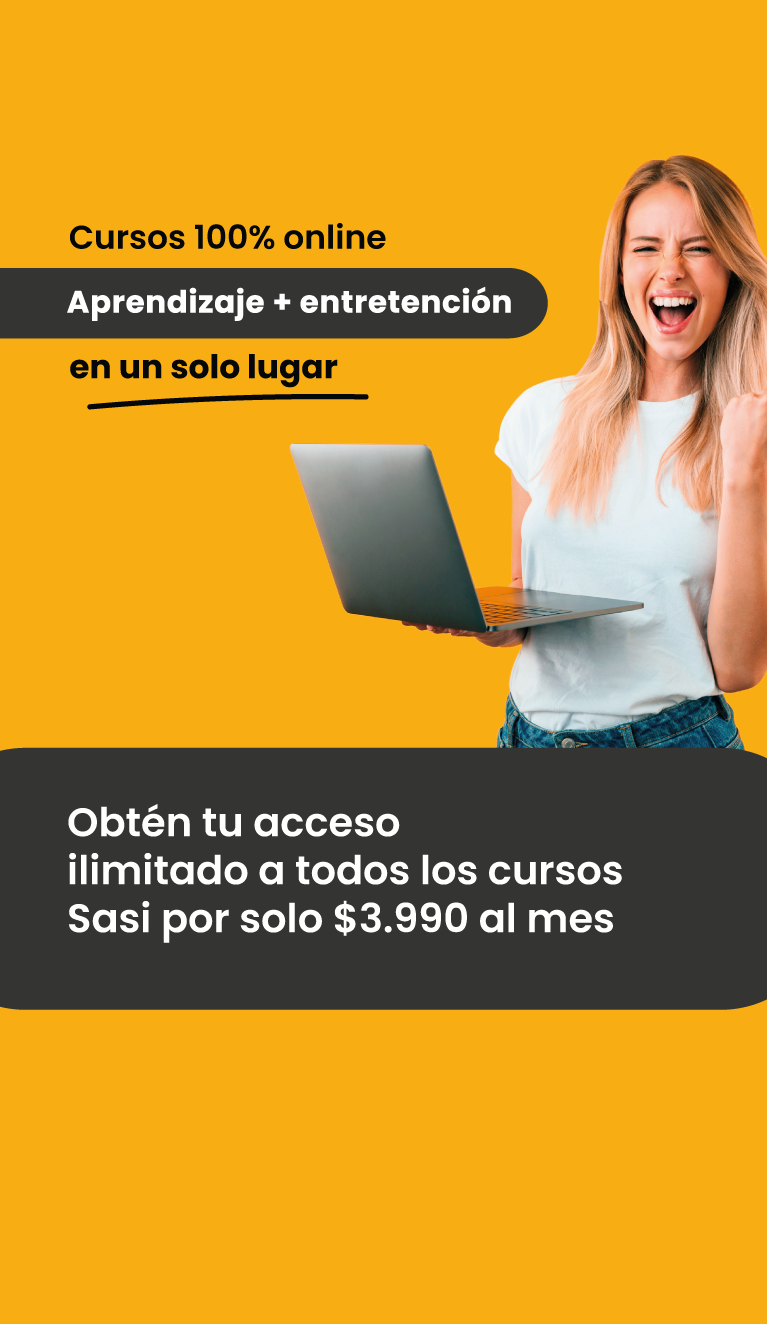 Cursos 100% online
Aprendizaje + entretención
en un solo lugar
Obtén tu acceso
ilimitado a todos los cursos
Sasi por solo $3.990 al mes